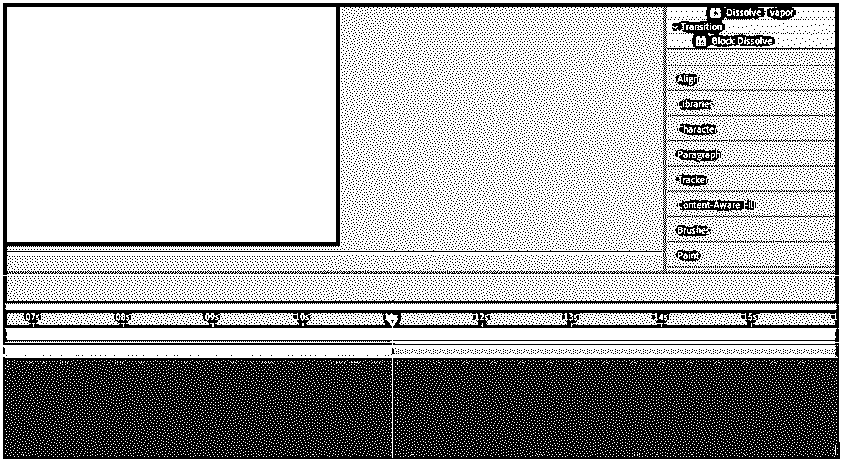 Dissolve - vapor
Transition
Block Dissolve
Align
Libraries
Character
Paragraph
Tracker
Content-Aware Fill
Brushes
Paint
07s 08s 09s 10s 12s 13s 14s 15s